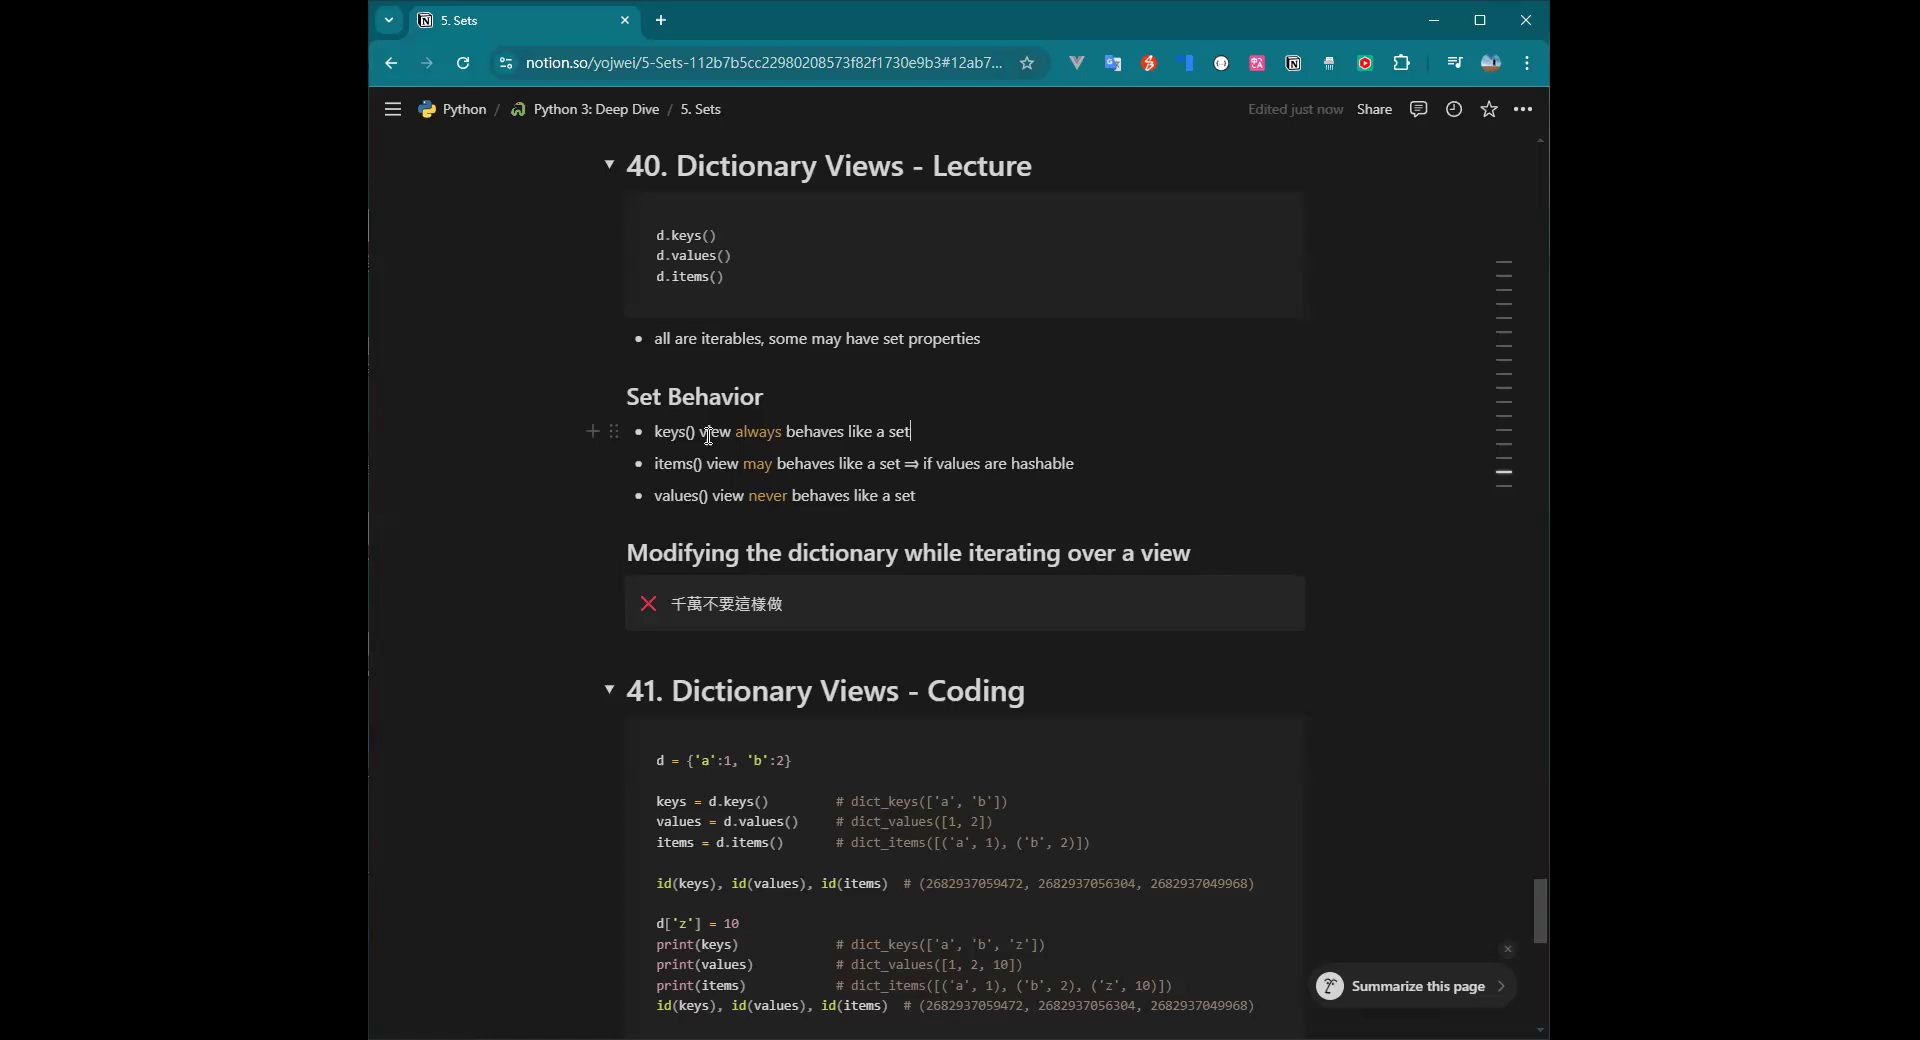 5. Sets
notion.so/yojwei/5-Sets-112b7b5cc22980208573f82f1730e9b3#12ab7...
Python / Python 3: Deep Dive / 5. Sets
Edited just now Share
40. Dictionary Views - Lecture
d.keys()
d.values()
d.items()
• all are iterables, some may have set properties
Set Behavior
• keys() view always behaves like a set
• items() view may behaves like a set ⇒ if values are hashable
• values() view never behaves like a set
Modifying the dictionary while iterating over a view
❌ 千萬不要這樣做
41. Dictionary Views - Coding
d = {'a':1, 'b':2}
keys = d.keys() # dict_keys(['a', 'b'])
values = d.values() # dict_values([1, 2])
items = d.items() # dict_items([('a', 1), ('b', 2)])
id(keys), id(values), id(items) # (2682937059472, 2682937056304, 2682937049968)
d['z'] = 10
print(keys) # dict_keys(['a', 'b', 'z'])
print(values) # dict_values([1, 2, 10])
print(items) # dict_items([('a', 1), ('b', 2), ('z', 10)])
id(keys), id(values), id(items) # (2682937059472, 2682937056304, 2682937049968)
Summarize this page